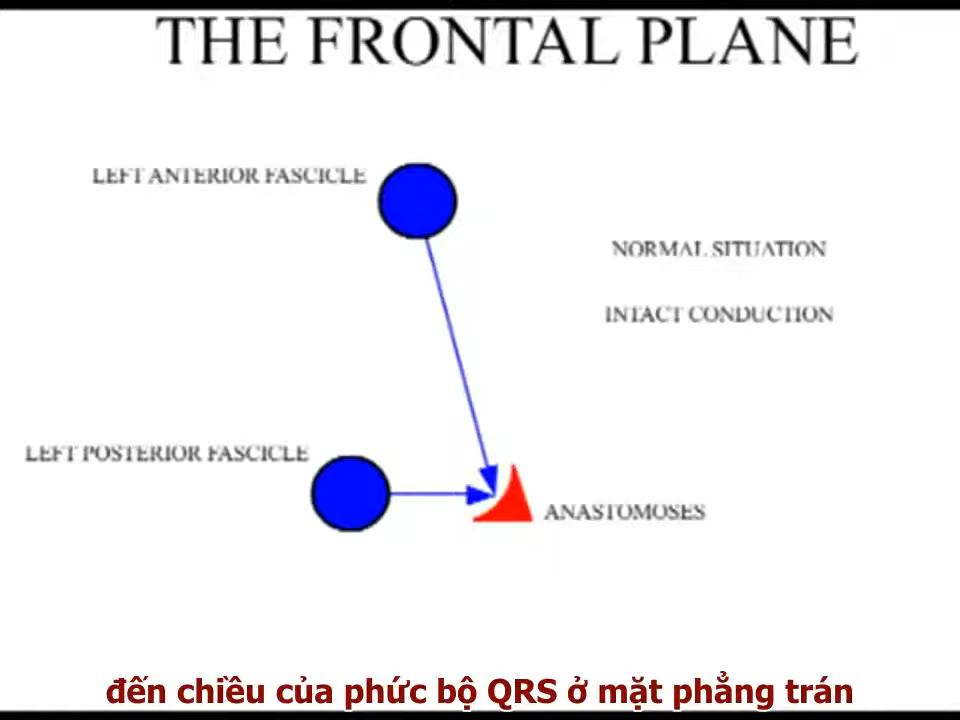 THE FRONTAL PLANE
LEFT ANTERIOR FASCICLE
NORMAL SITUATION
INTACT CONDUCTION
LEFT POSTERIOR FASCICLE
ANASTOMOSES
đến chiều của phức bộ QRS ở mặt phẳng trán